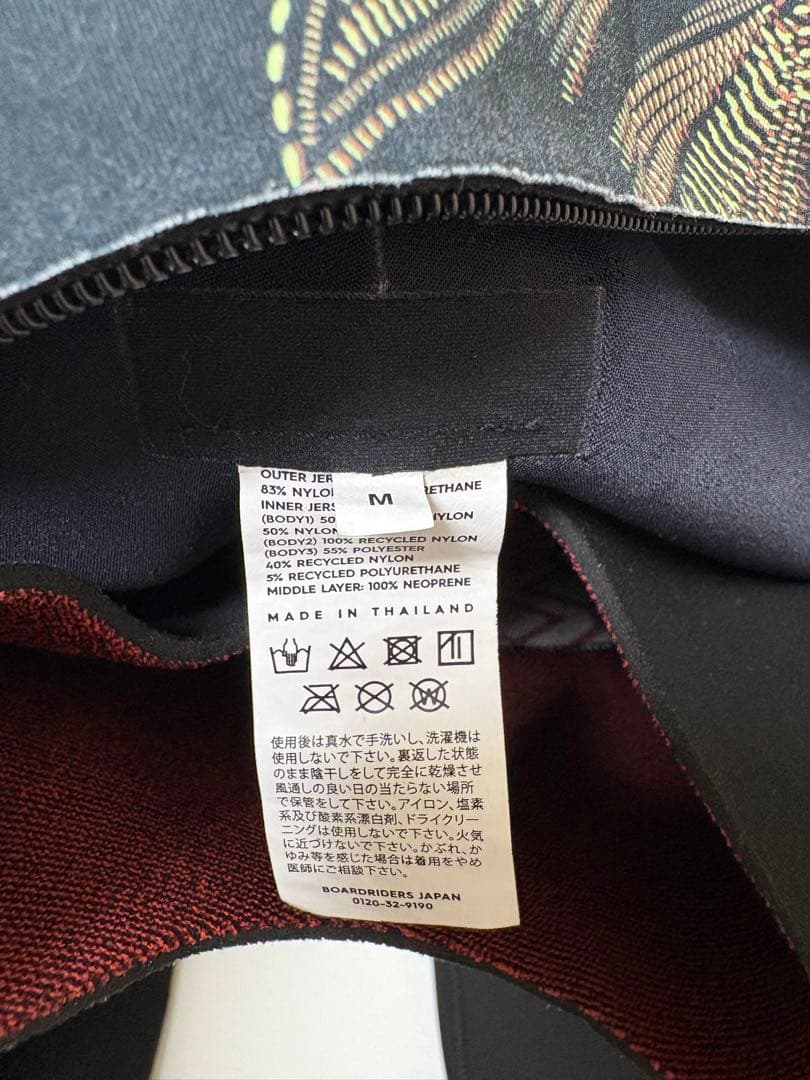 OUTER JER
83% NYLO RETHANE
M
INNER JERS
(BODY1) 50 NYLON
50% NYLON
(BODY2) 100% RECYCLED NYLON
(BODY3) 55% POLYESTER
40% RECYCLED NYLON
5% RECYCLED POLYURETHANE
MIDDLE LAYER: 100% NEOPRENE
MADE IN THAILAND
W
使用後は真水で手洗いし、洗濯機は
使用しないで下さい。裏返した状態
のまま陰干しをして完全に乾燥させ
風通しの良い日の当たらない場所
で保管をして下さい。アイロン、塩素
系及び酸素系漂白剤、ドライクリー
ニングは使用しないで下さい。火気
に近づけないで下さい。かぶれ、か
ゆみ等を感じた場合は着用をやめ
医師にご相談下さい。
BOARDRIDERS JAPAN
0120-32-9190